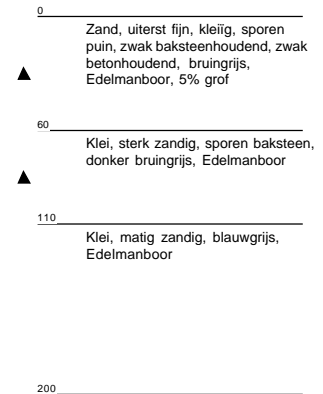 0
Zand, uiterst fijn, kleiïg, sporen
puin, zwak baksteenhoudend, zwak
betonhoudend, bruingrijs,
Edelmanboor, 5% grof
60
Klei, sterk zandig, sporen baksteen,
donker bruingrijs, Edelmanboor
110
Klei, matig zandig, blauwgrijs,
Edelmanboor
200